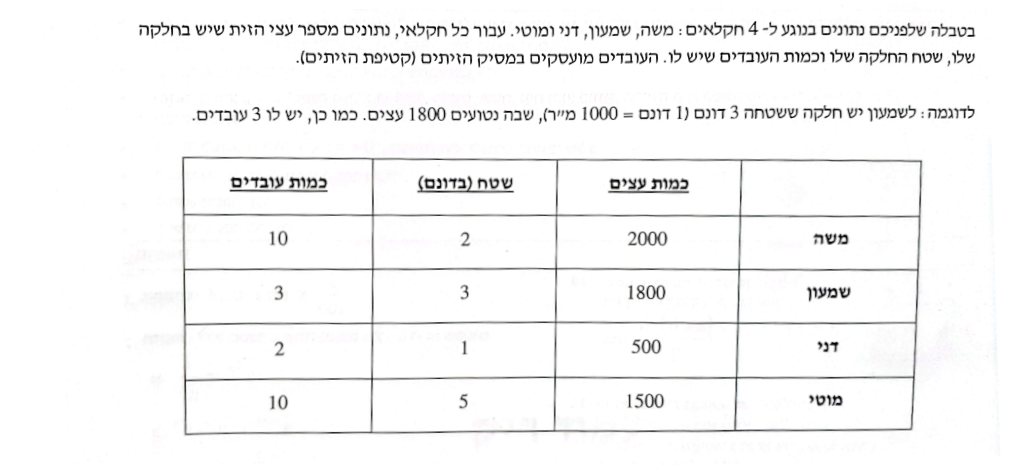 בטבלה שלפניכם נתונים בנוגע ל- 4 חקלאים: משה, שמעון, דני ומוטי. עבור כל חקלאי, נתונים מספר עצי הזית שיש בחלקה
שלו, שטח החלקה שלו וכמות העובדים שיש לו. העובדים מועסקים במסיק הזיתים (קטיפת הזיתים).
לדוגמה: לשמעון יש חלקה ששטחה 3 דונם (1 דונם = 1000 מ"ר), שבה נטועים 1800 עצים. כמו כן, יש לו 3 עובדים.
כמות עצים שטח (בדונם) כמות עובדים
משה 2000 2 10
שמעון 1800 3 3
דני 500 1 2
מוטי 1500 5 10